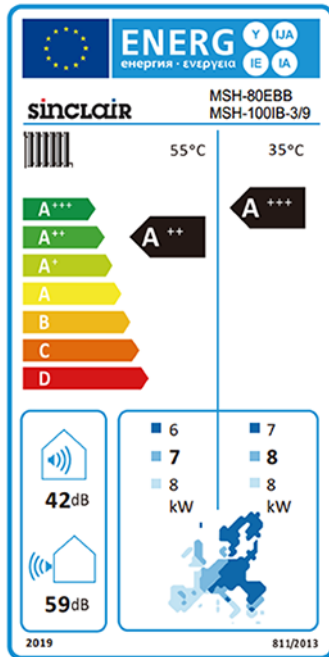 ENERG Y IJA
енергия · ενεργεια IE IA
sinclair
MSH-80EBB
MSH-100IB-3/9
55°C 35°C
A+++
A++
A+
A
B
C
D
A ++
A +++
42dB
59dB
6 7
7 8
8 8
kW kW
2019 811/2013